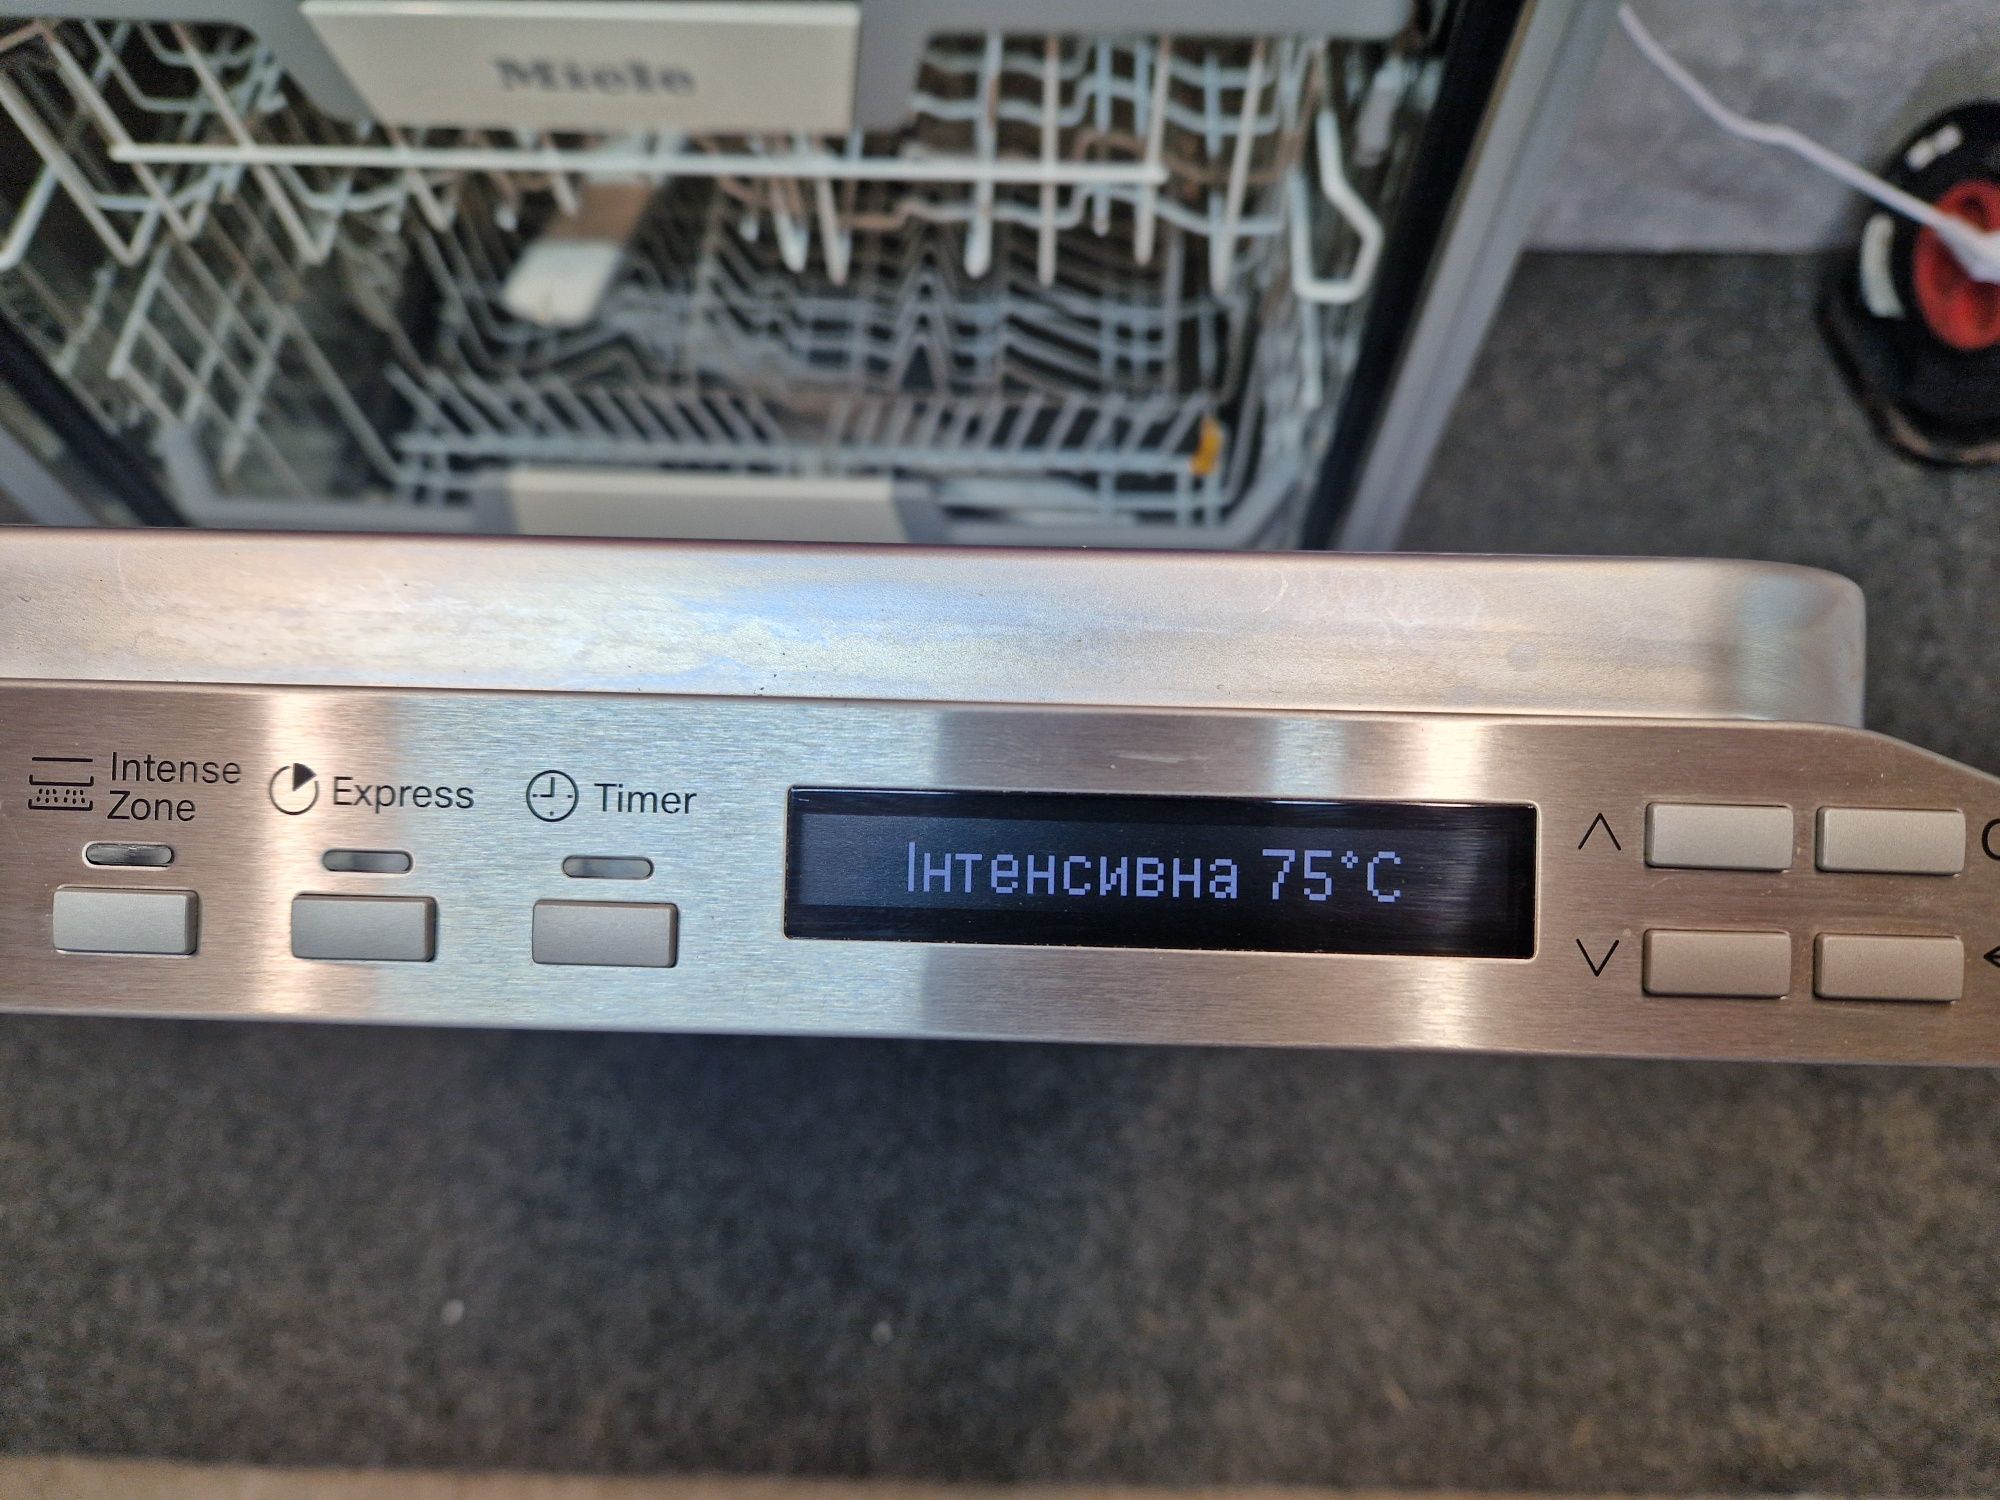 Miele
Intense
Zone
Express
Timer
Інтенсивна 75°C